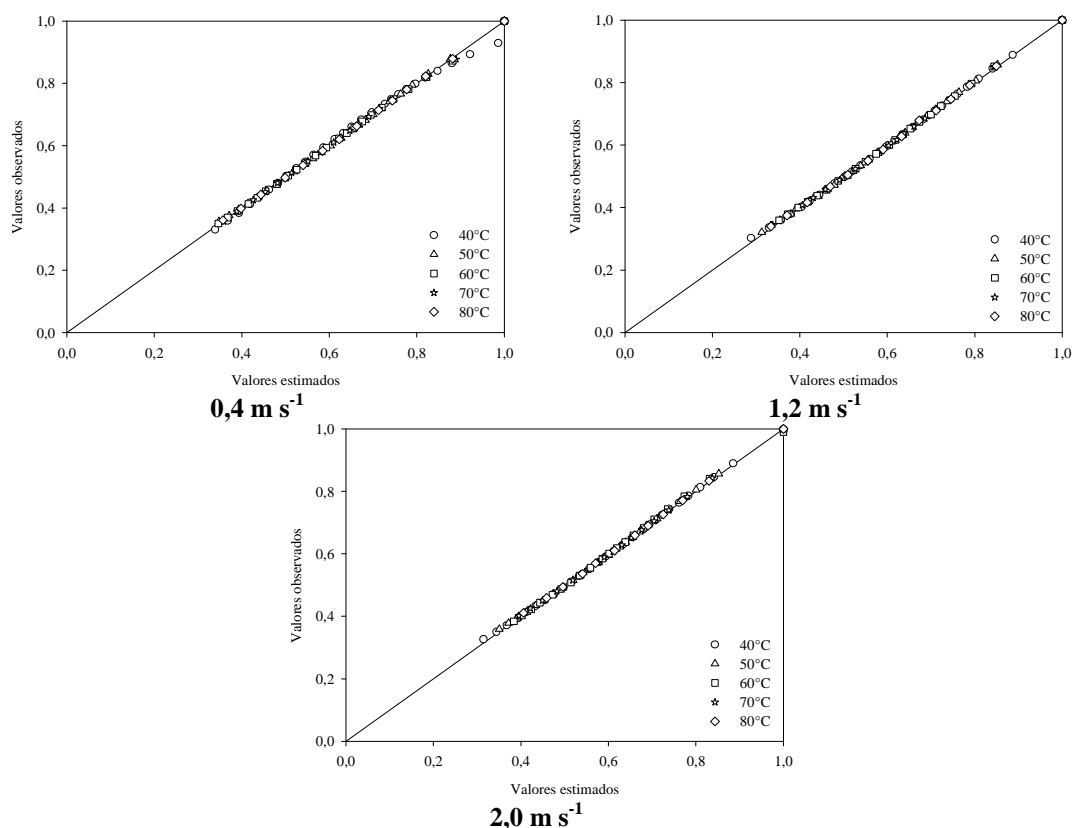 1,0
0,8
0,6
0,4
0,2
0,0
Valores observados
40°C
50°C
60°C
70°C
80°C
0,0 0,2 0,4 0,6 0,8 1,0
Valores estimados
0,4 m s-1
1,0
0,8
0,6
0,4
0,2
0,0
Valores observados
40°C
50°C
60°C
70°C
80°C
0,0 0,2 0,4 0,6 0,8 1,0
Valores estimados
1,2 m s-1
1,0
0,8
0,6
0,4
0,2
0,0
Valores observados
40°C
50°C
60°C
70°C
80°C
0,0 0,2 0,4 0,6 0,8 1,0
Valores estimados
2,0 m s-1